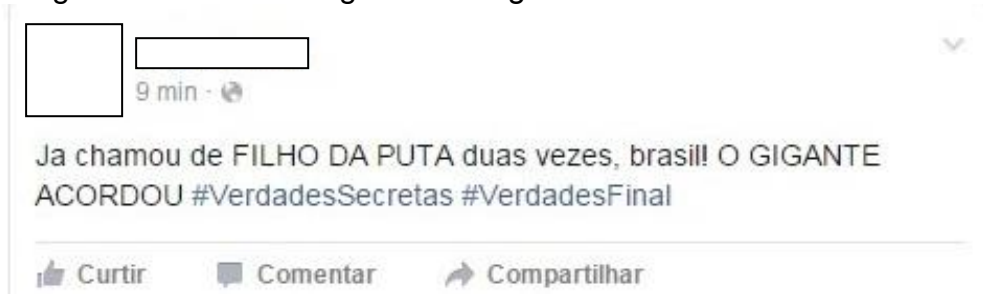 9 min ·
Ja chamou de FILHO DA PUTA duas vezes, brasil! O GIGANTE
ACORDOU #VerdadesSecretas #VerdadesFinal
Curtir Comentar Compartilhar